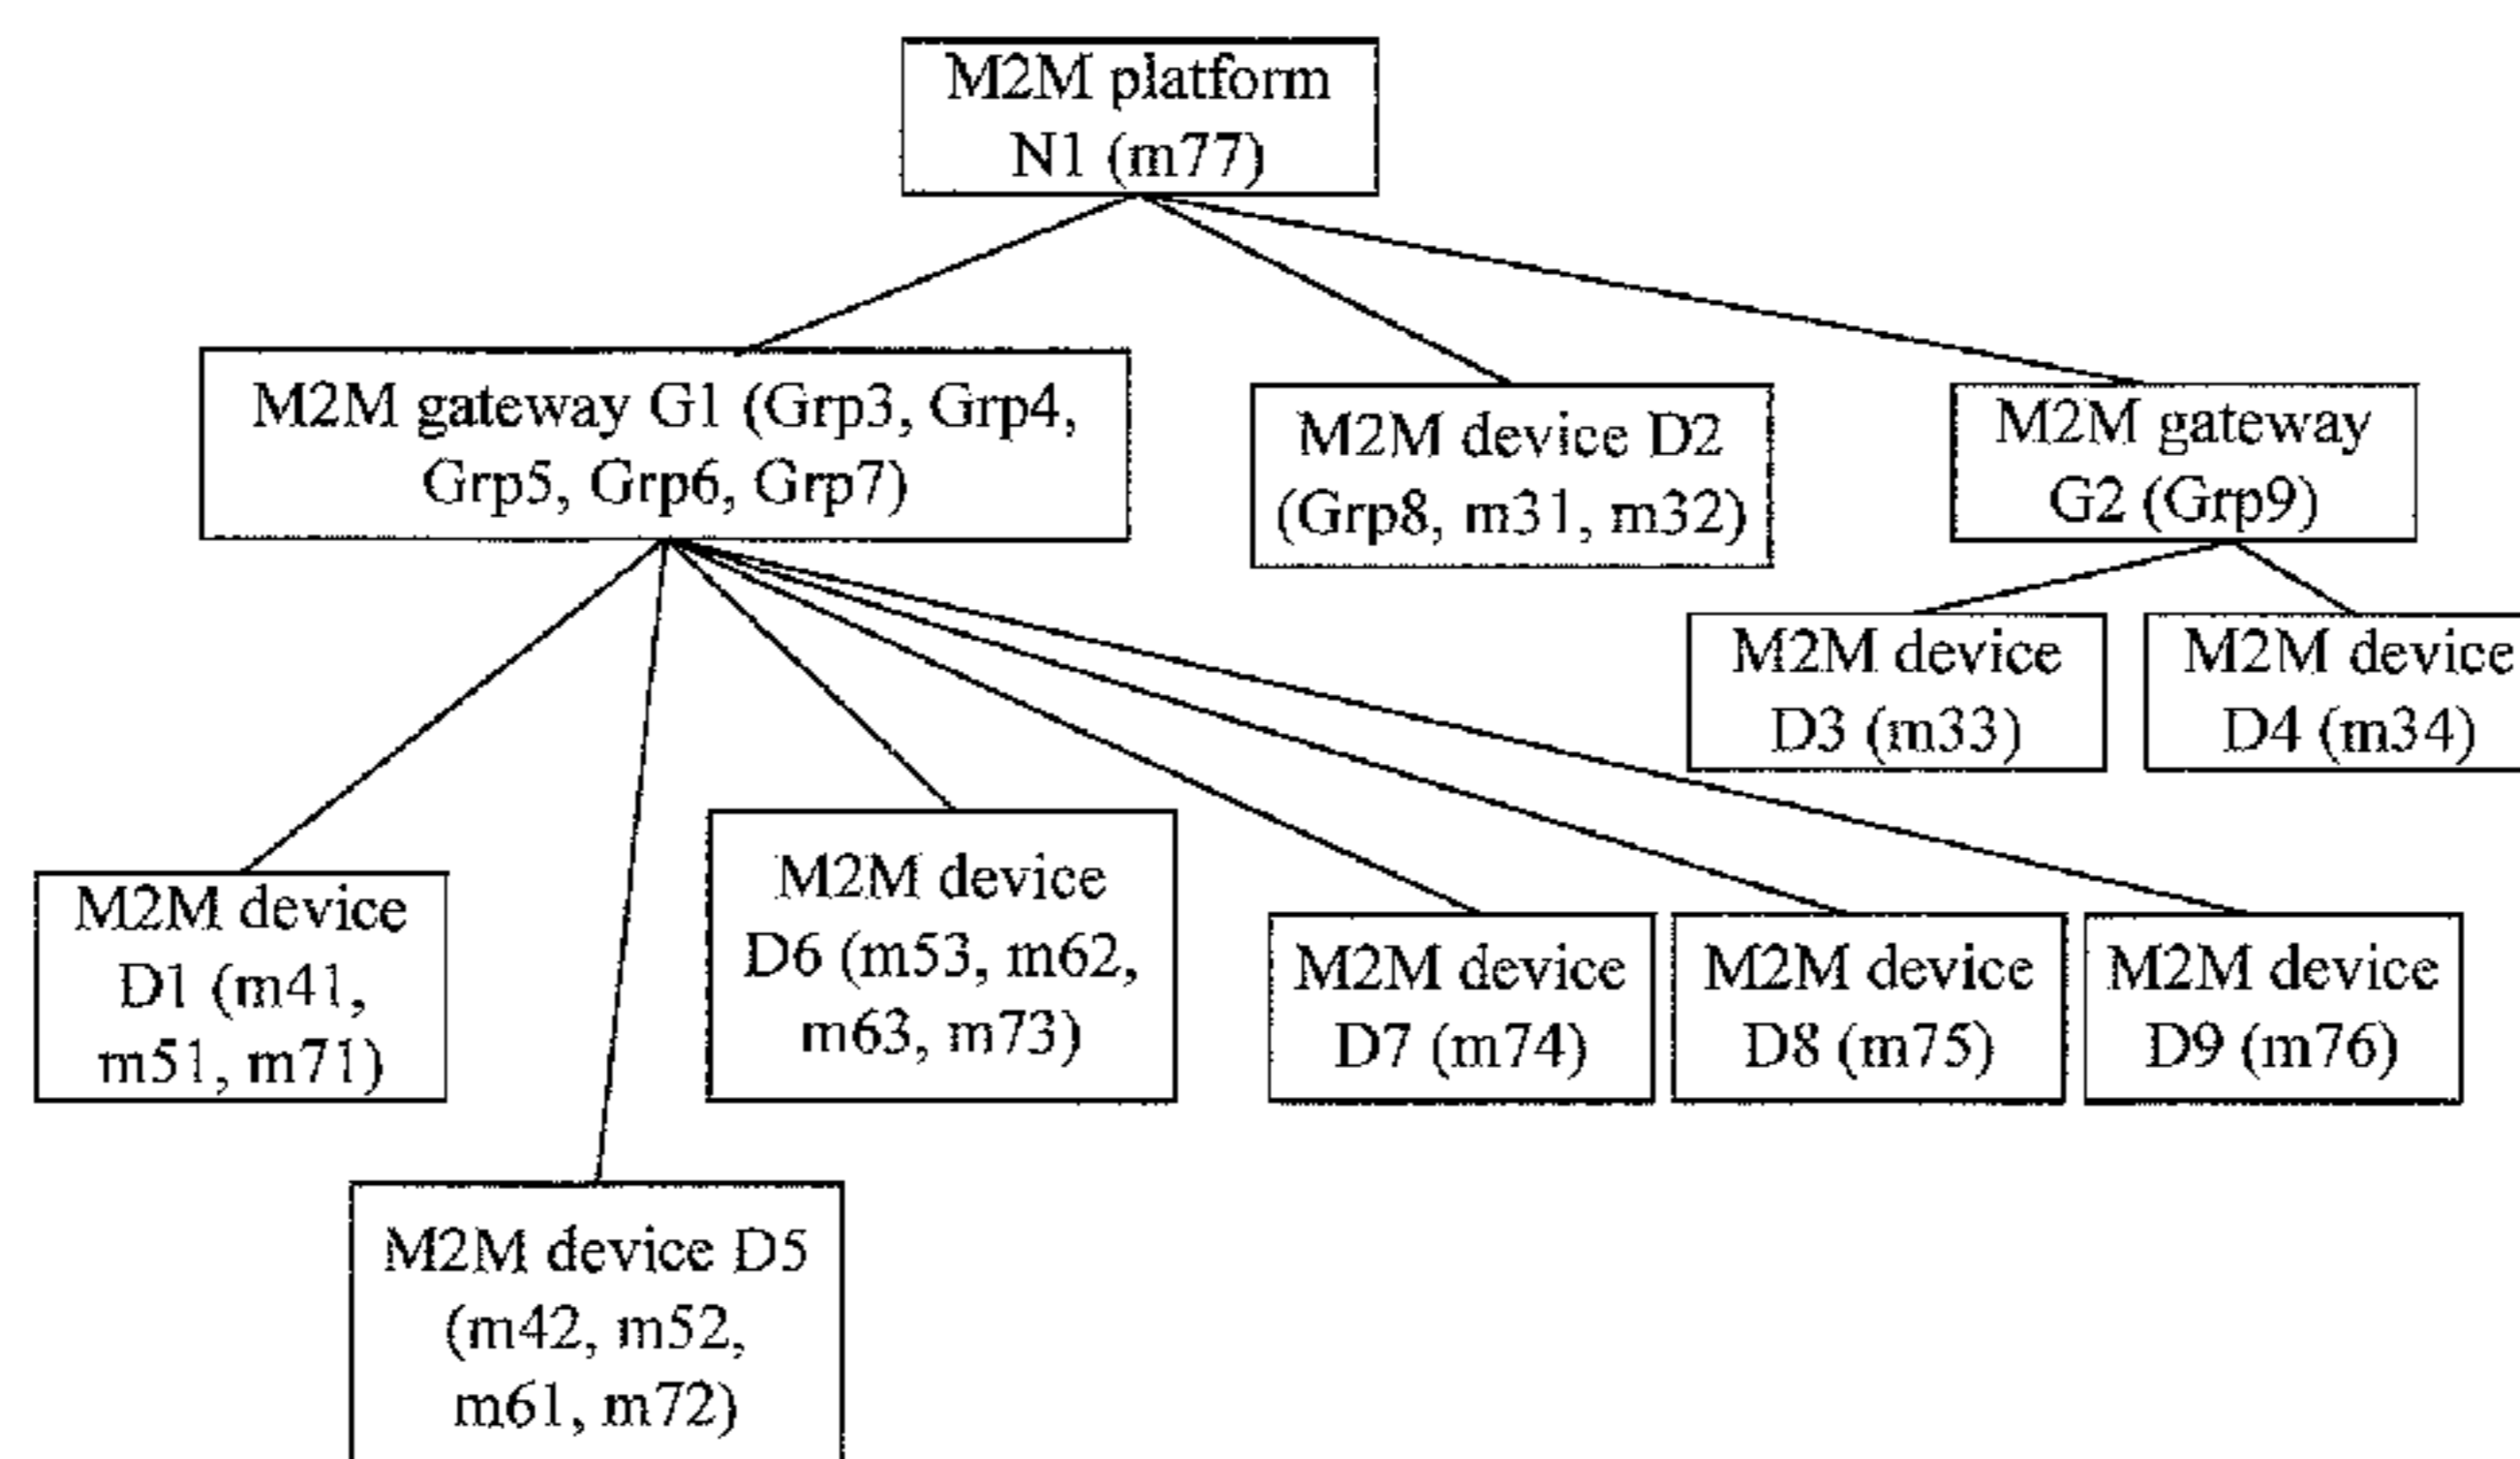 M2M platform
N1 (m77)
M2M gateway G1 (Grp3, Grp4,
Grp5, Grp6, Grp7)
M2M device D2
(Grp8, m31, m32)
M2M gateway
G2 (Grp9)
M2M device
D3 (m33)
M2M device
D4 (m34)
M2M device
D1 (m41,
m51, m71)
M2M device
D6 (m53, m62,
m63, m73)
M2M device
D7 (m74)
M2M device
D8 (m75)
M2M device
D9 (m76)
M2M device D5
(m42, m52,
m61, m72)